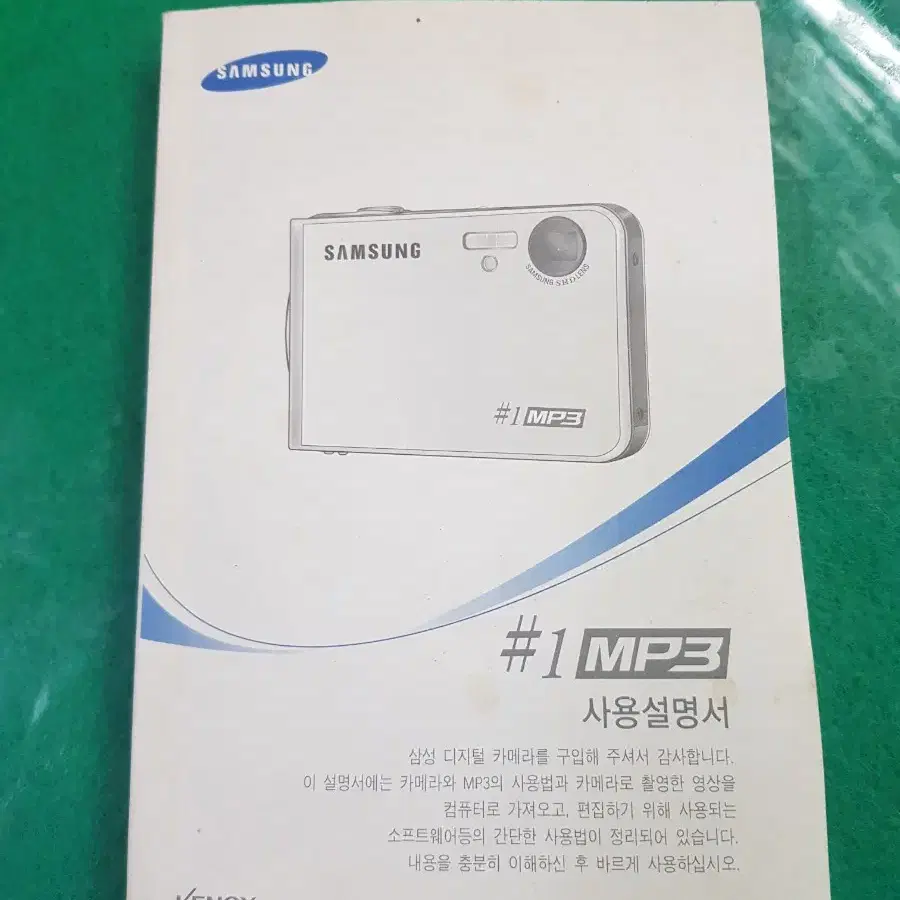 SAMSUNG
SAMSUNG
SAMSUNG SHD LENS
#1 MP3
#1 MP3
사용설명서
삼성 디지털 카메라를 구입해 주셔서 감사합니다.
이 설명서에는 카메라와 MP3의 사용법과 카메라로 촬영한 영상을
컴퓨터로 가져오고, 편집하기 위해 사용되는
소프트웨어등의 간단한 사용법이 정리되어 있습니다.
내용을 충분히 이해하신 후 바르게 사용하십시오.
KENOX